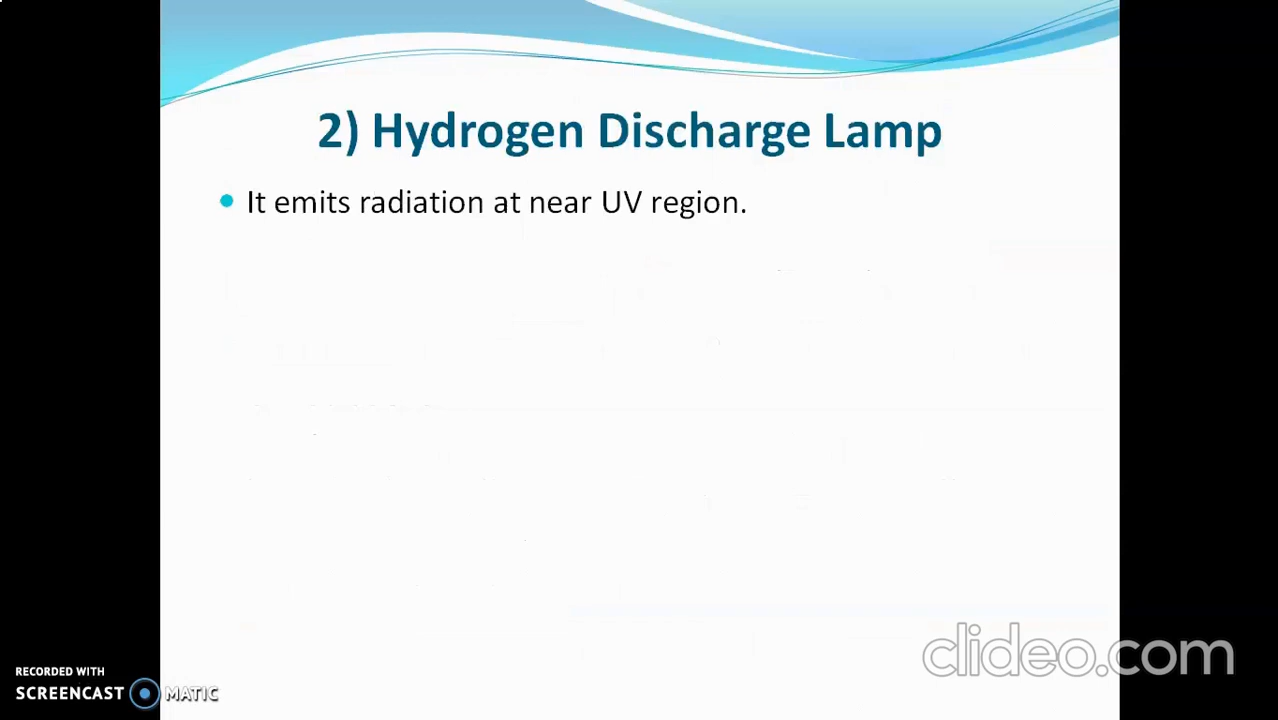 2) Hydrogen Discharge Lamp
It emits radiation at near UV region.
clideo.com
RECORDED WITH
SCREENCAST MATIC